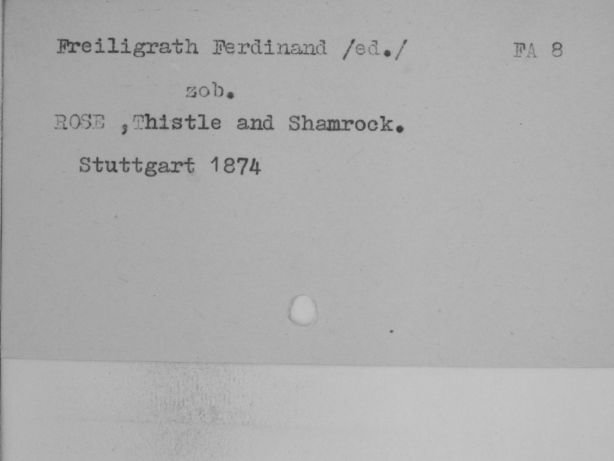 Freiligrath Ferdinand /ed./ FA 8
zob.
ROSE ,Thistle and Shamrock.
Stuttgart 1874